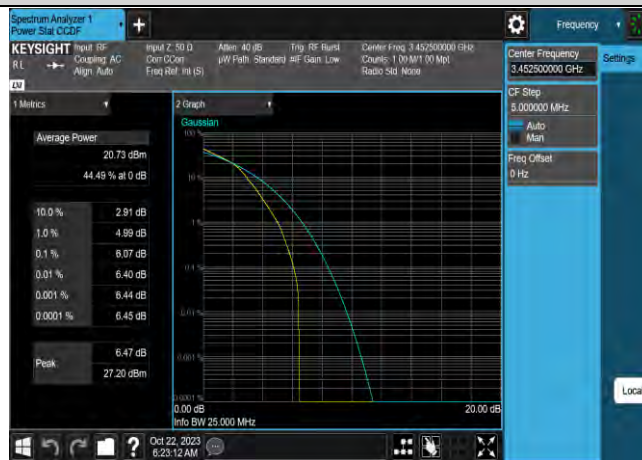 Spectrum Analyzer 1
Power Stat CCDF
Frequency
KEYSIGHT
Input: RF
Coupling: AC
Align: Auto
Input Z: 50 Ω
Corr CCorr
Freq Ref: Int (S)
Atten: 40 dB
µW Path: Standard
Trig: RF Burst
#IF Gain: Low
Center Freq: 3.452500000 GHz
Counts: 1.00 M/1.00 Mpt
Radio Std: None
R L
LXI
Center Frequency
3.452500000 GHz
Settings
CF Step
5.000000 MHz
Auto
Man
Freq Offset
0 Hz
1 Metrics
Average Power
20.73 dBm
44.49 % at 0 dB
10.0 % 2.91 dB
1.0 % 4.99 dB
0.1 % 6.07 dB
0.01 % 6.40 dB
0.001 % 6.44 dB
0.0001 % 6.45 dB
Peak 6.47 dB
27.20 dBm
2 Graph
Gaussian
100 %
10 %
1 %
0.1 %
0.01 %
0.001 %
0.0001 %
0.00 dB 20.00 dB
Info BW 25.000 MHz
Local
? Oct 22, 2023
6:23:12 AM